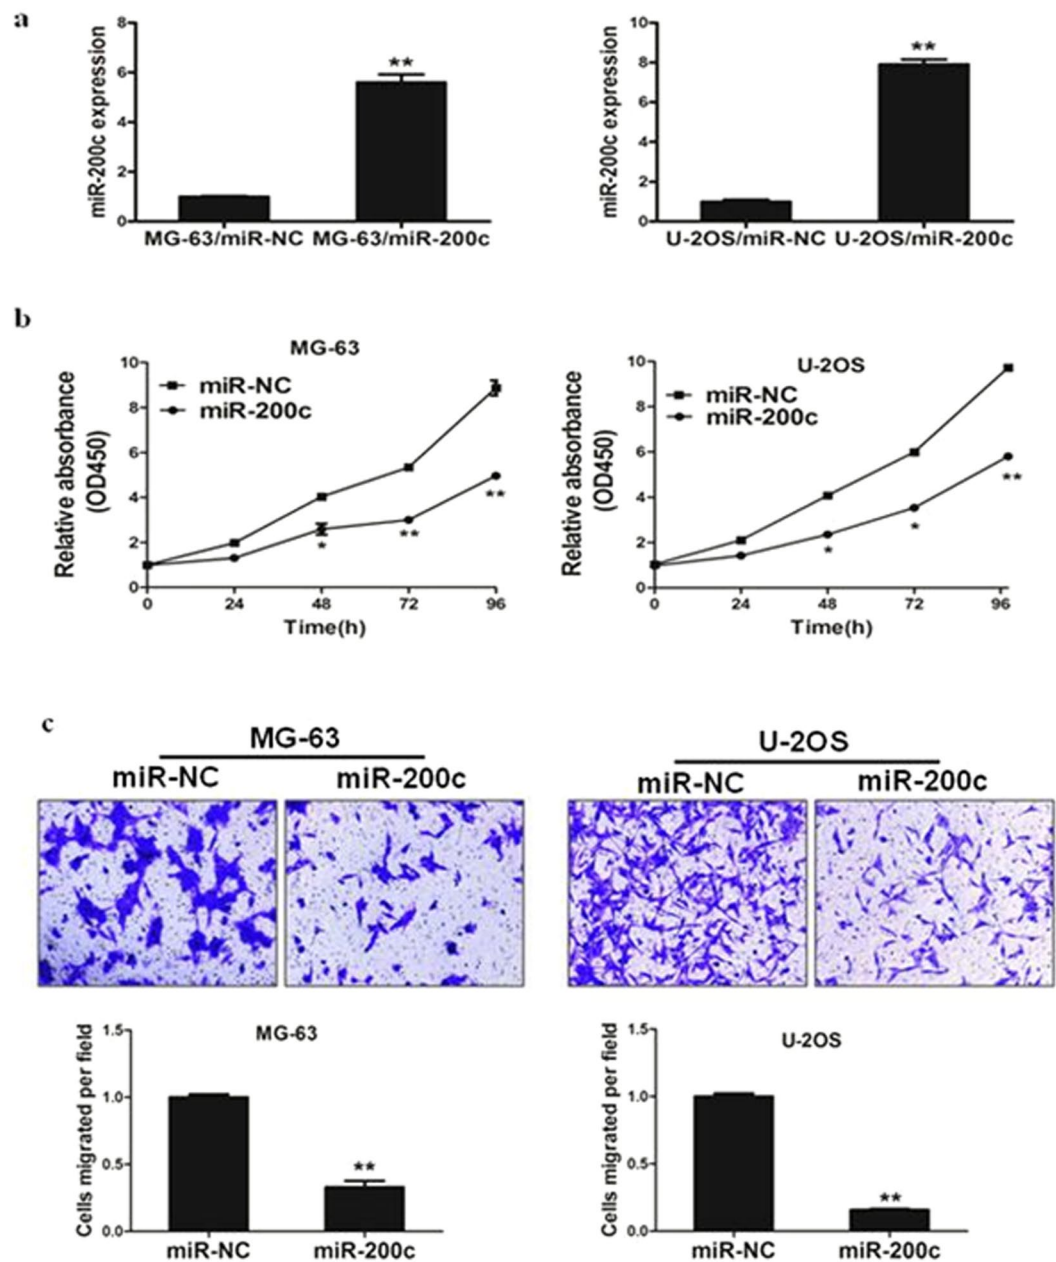 a
miR-200c expression
8
6
4
2
0
**
MG-63/miR-NC MG-63/miR-200c
miR-200c expression
10
8
6
4
2
0
**
U-2OS/miR-NC U-2OS/miR-200c
b
MG-63
Relative absorbance
(OD450)
10
8
6
4
2
0
miR-NC
miR-200c
*
**
**
0 24 48 72 96
Time(h)
U-2OS
Relative absorbance
(OD450)
10
8
6
4
2
0
miR-NC
miR-200c
*
*
**
0 24 48 72 96
Time(h)
c
MG-63
miR-NC miR-200c
U-2OS
miR-NC miR-200c
MG-63
Cells migrated per field
1.5
1.0
0.5
0.0
**
miR-NC miR-200c
U-2OS
Cells migrated per field
1.5
1.0
0.5
0.0
**
miR-NC miR-200c